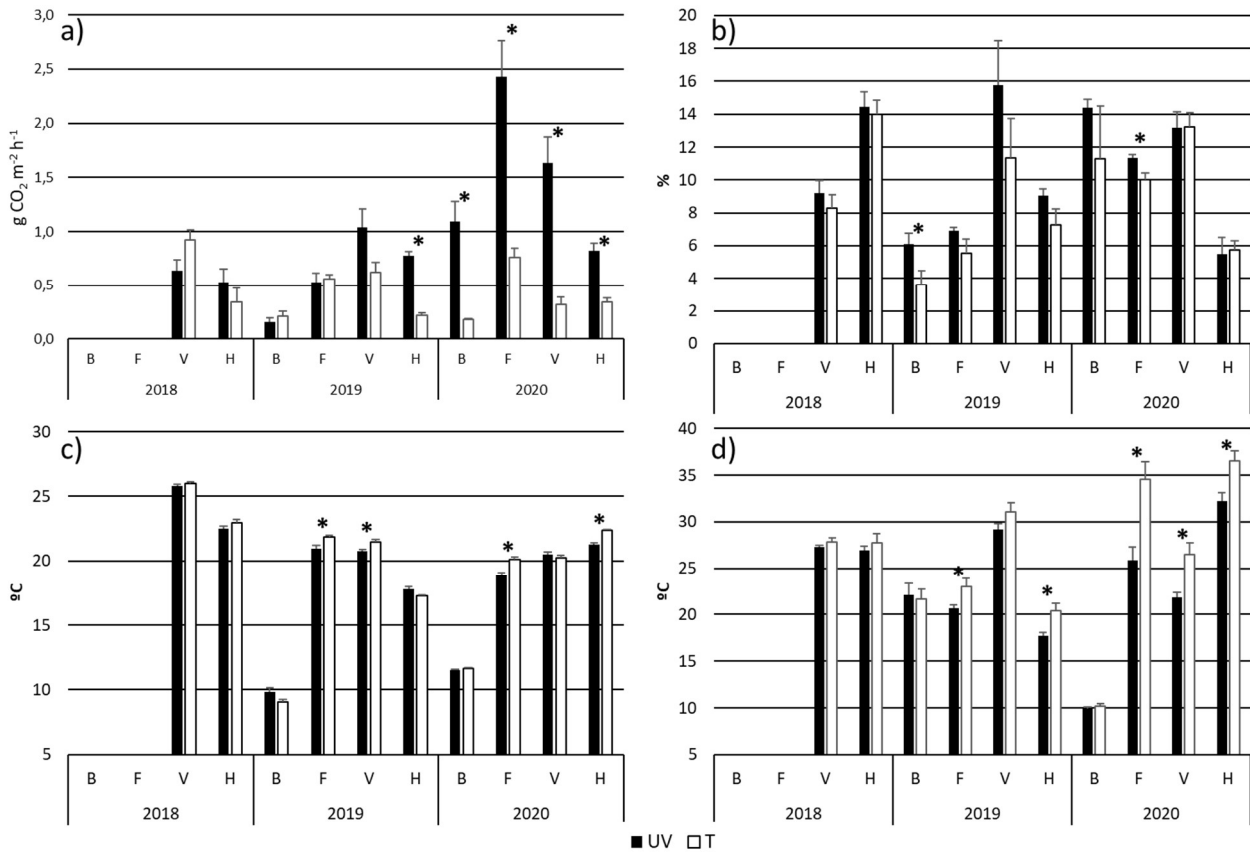 a)
g CO₂ m⁻² h⁻¹
3,0
2,5
2,0
1,5
1,0
0,5
0,0
* * * * *
B F V H B F V H B F V H
2018 2019 2020
b)
%
20
18
16
14
12
10
8
6
4
2
0
* *
B F V H B F V H B F V H
2018 2019 2020
c)
ºC
30
25
20
15
10
5
* * * *
B F V H B F V H B F V H
2018 2019 2020
d)
ºC
40
35
30
25
20
15
10
5
* * * * *
B F V H B F V H B F V H
2018 2019 2020
UV T